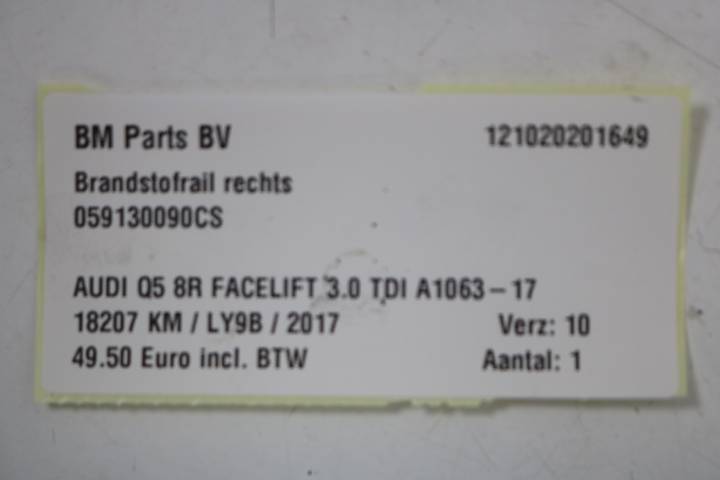 BM Parts BV 121020201649
Brandstofrail rechts
059130090CS
AUDI Q5 8R FACELIFT 3.0 TDI A1063-17
18207 KM / LY9B / 2017 Verz: 10
49.50 Euro incl. BTW Aantal: 1